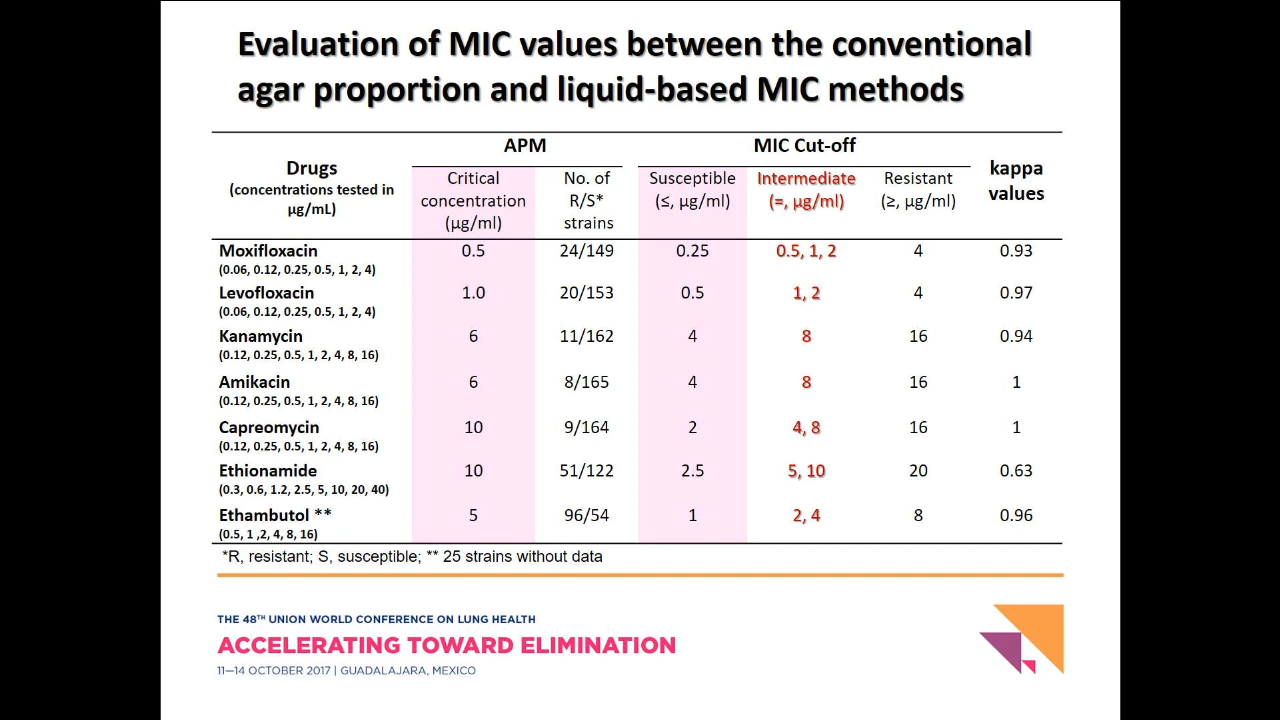 Evaluation of MIC values between the conventional
agar proportion and liquid-based MIC methods
Drugs
(concentrations tested in
µg/mL)
APM
MIC Cut-off
kappa
values
Critical
concentration
(µg/ml)
No. of
R/S*
strains
Susceptible
(≤, µg/ml)
Intermediate
(=, µg/ml)
Resistant
(≥, µg/ml)
Moxifloxacin 0.5 24/149 0.25 0.5, 1, 2 4 0.93
(0.06, 0.12, 0.25, 0.5, 1, 2, 4)
Levofloxacin 1.0 20/153 0.5 1, 2 4 0.97
(0.06, 0.12, 0.25, 0.5, 1, 2, 4)
Kanamycin 6 11/162 4 8 16 0.94
(0.12, 0.25, 0.5, 1, 2, 4, 8, 16)
Amikacin 6 8/165 4 8 16 1
(0.12, 0.25, 0.5, 1, 2, 4, 8, 16)
Capreomycin 10 9/164 2 4, 8 16 1
(0.12, 0.25, 0.5, 1, 2, 4, 8, 16)
Ethionamide 10 51/122 2.5 5, 10 20 0.63
(0.3, 0.6, 1.2, 2.5, 5, 10, 20, 40)
Ethambutol ** 5 96/54 1 2, 4 8 0.96
(0.5, 1 ,2, 4, 8, 16)
*R, resistant; S, susceptible; ** 25 strains without data
THE 48TH UNION WORLD CONFERENCE ON LUNG HEALTH
ACCELERATING TOWARD ELIMINATION
11—14 OCTOBER 2017 | GUADALAJARA, MEXICO